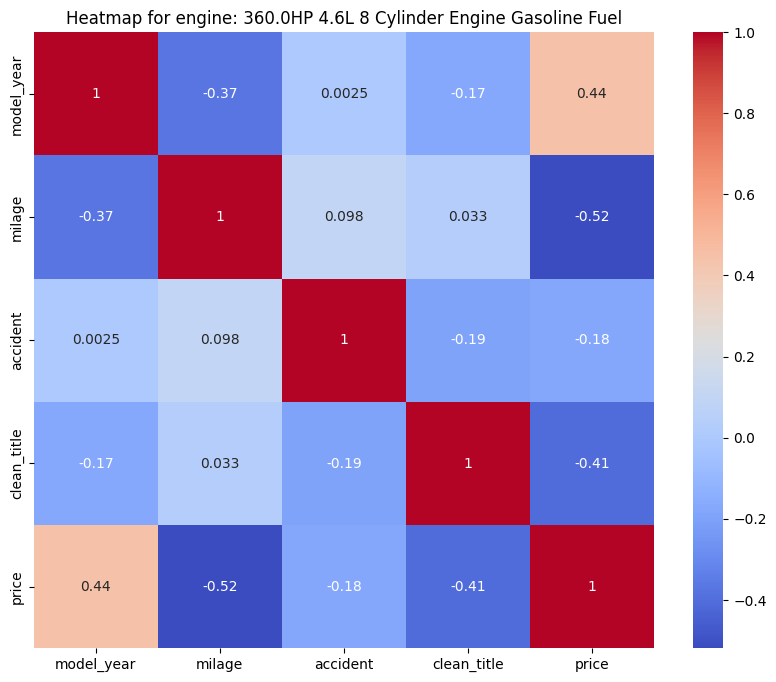 Heatmap for engine: 360.0HP 4.6L 8 Cylinder Engine Gasoline Fuel
model_year 1 -0.37 0.0025 -0.17 0.44
milage -0.37 1 0.098 0.033 -0.52
accident 0.0025 0.098 1 -0.19 -0.18
clean_title -0.17 0.033 -0.19 1 -0.41
price 0.44 -0.52 -0.18 -0.41 1
model_year milage accident clean_title price
1.0
0.8
0.6
0.4
0.2
0.0
−0.2
−0.4